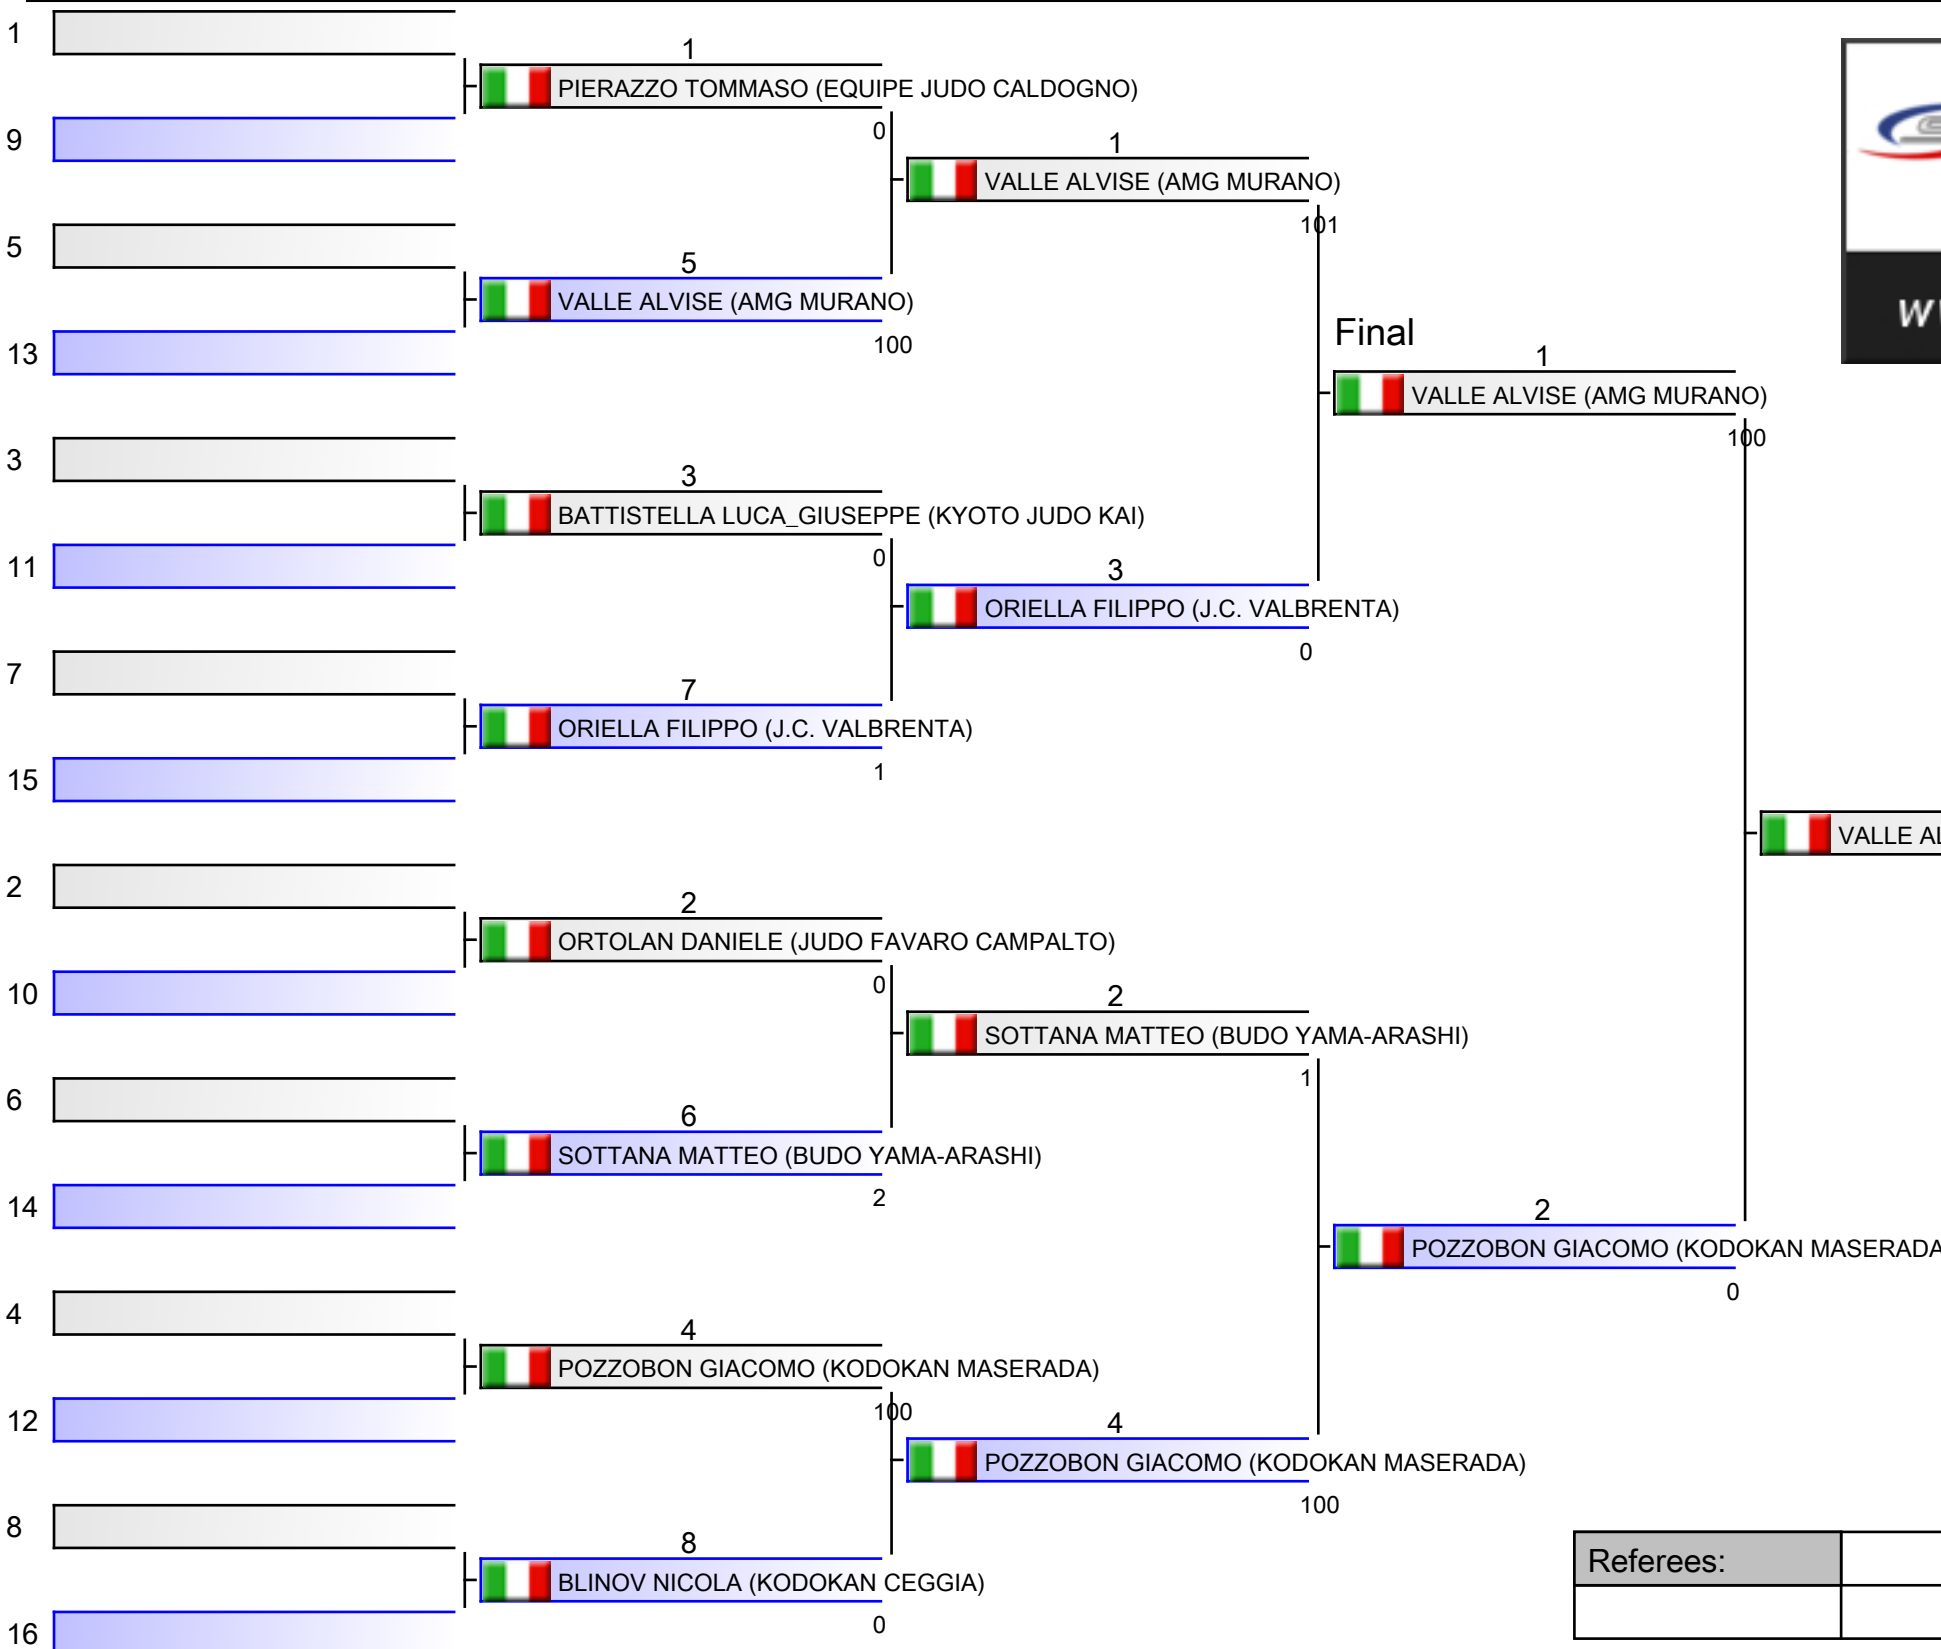 1
1
PIERAZZO TOMMASO (EQUIPE JUDO CALDOGNO)
0
9
1
VALLE ALVISE (AMG MURANO)
101
5
5
VALLE ALVISE (AMG MURANO)
100
13
Final
1
VALLE ALVISE (AMG MURANO)
100
3
3
BATTISTELLA LUCA_GIUSEPPE (KYOTO JUDO KAI)
0
11
3
ORIELLA FILIPPO (J.C. VALBRENTA)
0
7
7
ORIELLA FILIPPO (J.C. VALBRENTA)
1
15
VALLE AL
2
2
ORTOLAN DANIELE (JUDO FAVARO CAMPALTO)
0
10
2
SOTTANA MATTEO (BUDO YAMA-ARASHI)
1
6
6
SOTTANA MATTEO (BUDO YAMA-ARASHI)
2
14
2
POZZOBON GIACOMO (KODOKAN MASERADA
0
4
4
POZZOBON GIACOMO (KODOKAN MASERADA)
100
12
4
POZZOBON GIACOMO (KODOKAN MASERADA)
100
8
8
BLINOV NICOLA (KODOKAN CEGGIA)
0
16
Referees: